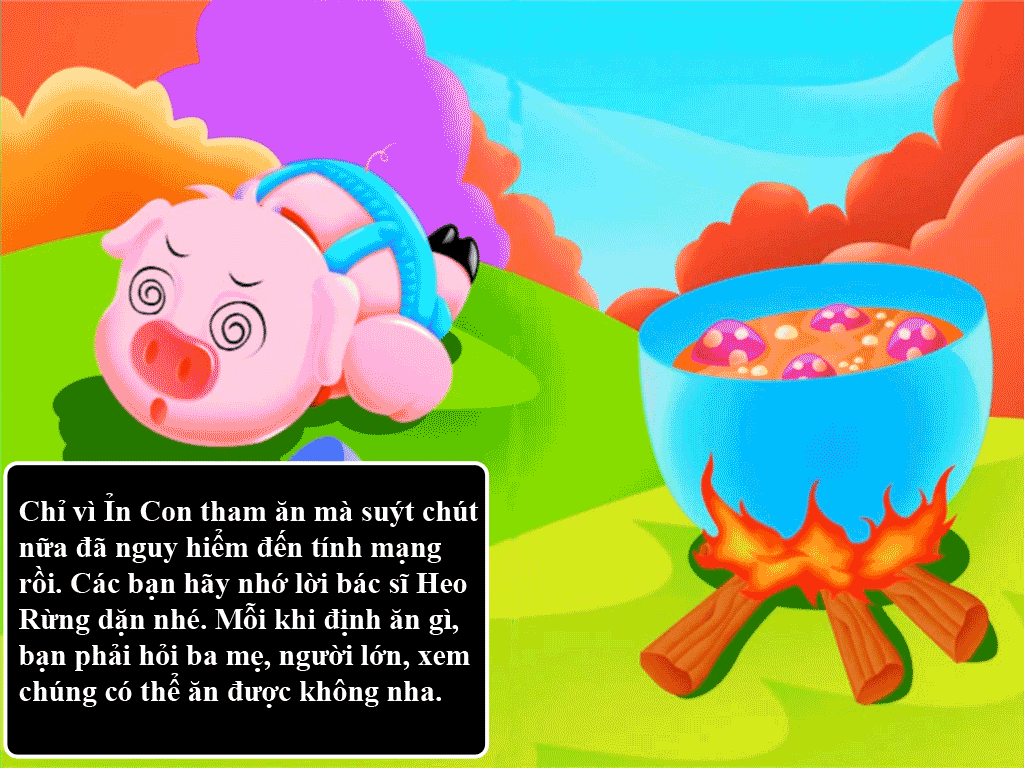 Chỉ vì Ỉn Con tham ăn mà suýt chút
nữa đã nguy hiểm đến tính mạng
rồi. Các bạn hãy nhớ lời bác sĩ Heo
Rừng dặn nhé. Mỗi khi định ăn gì,
bạn phải hỏi ba mẹ, người lớn, xem
chúng có thể ăn được không nha.